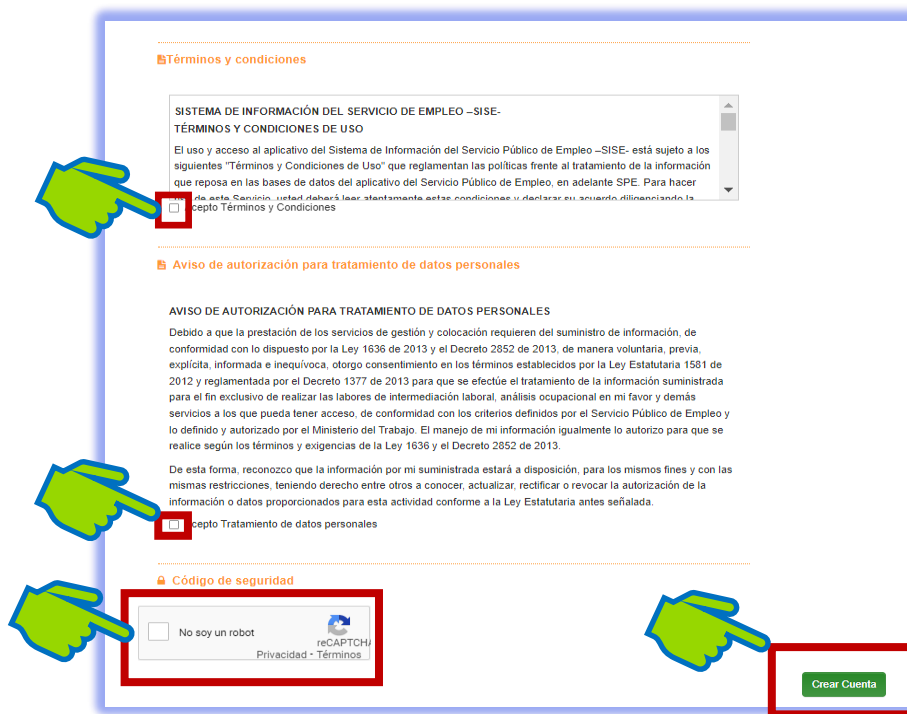 Términos y condiciones
SISTEMA DE INFORMACIÓN DEL SERVICIO DE EMPLEO –SISE-
TÉRMINOS Y CONDICIONES DE USO
El uso y acceso al aplicativo del Sistema de Información del Servicio Público de Empleo –SISE- está sujeto a los
siguientes "Términos y Condiciones de Uso" que reglamentan las políticas frente al tratamiento de la información
que reposa en las bases de datos del aplicativo del Servicio Público de Empleo, en adelante SPE. Para hacer
de este Servicio, usted deberá leer atentamente estas condiciones y declarar su acuerdo diligenciando la
cepto Términos y Condiciones
Aviso de autorización para tratamiento de datos personales
AVISO DE AUTORIZACIÓN PARA TRATAMIENTO DE DATOS PERSONALES
Debido a que la prestación de los servicios de gestión y colocación requieren del suministro de información, de
conformidad con lo dispuesto por la Ley 1636 de 2013 y el Decreto 2852 de 2013, de manera voluntaria, previa,
explícita, informada e inequívoca, otorgo consentimiento en los términos establecidos por la Ley Estatutaria 1581 de
2012 y reglamentada por el Decreto 1377 de 2013 para que se efectúe el tratamiento de la información suministrada
para el fin exclusivo de realizar las labores de intermediación laboral, análisis ocupacional en mi favor y demás
servicios a los que pueda tener acceso, de conformidad con los criterios definidos por el Servicio Público de Empleo y
lo definido y autorizado por el Ministerio del Trabajo. El manejo de mi información igualmente lo autorizo para que se
realice según los términos y exigencias de la Ley 1636 y el Decreto 2852 de 2013.
De esta forma, reconozco que la información por mi suministrada estará a disposición, para los mismos fines y con las
mismas restricciones, teniendo derecho entre otros a conocer, actualizar, rectificar o revocar la autorización de la
información o datos proporcionados para esta actividad conforme a la Ley Estatutaria antes señalada.
cepto Tratamiento de datos personales
Código de seguridad
No soy un robot
reCAPTCHA
Privacidad - Términos
Crear Cuenta